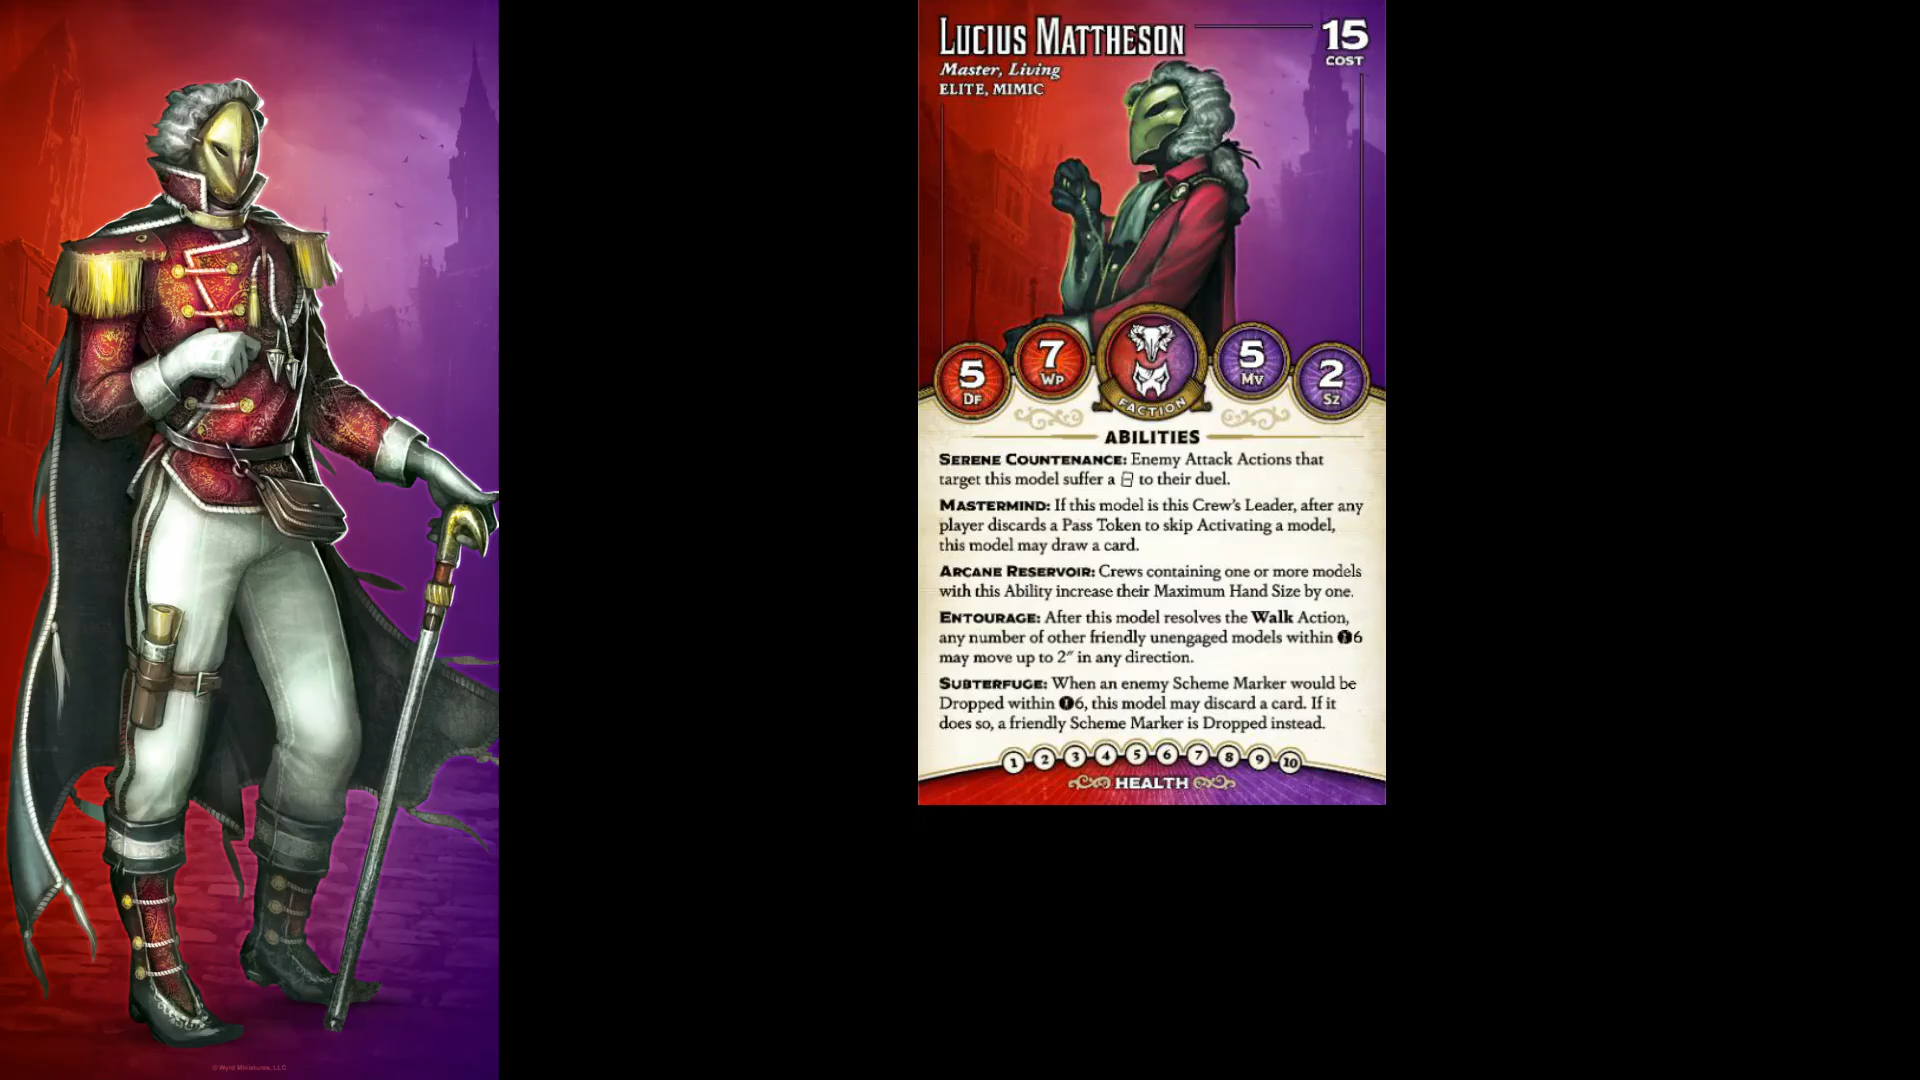 LUCIUS MATTHESON
15
COST
Master, Living
ELITE, MIMIC
5
DF
7
WP
FACTION
5
MV
2
SZ
ABILITIES
SERENE COUNTENANCE: Enemy Attack Actions that
target this model suffer a to their duel.
MASTERMIND: If this model is this Crew's Leader, after any
player discards a Pass Token to skip Activating a model,
this model may draw a card.
ARCANE RESERVOIR: Crews containing one or more models
with this Ability increase their Maximum Hand Size by one.
ENTOURAGE: After this model resolves the Walk Action,
any number of other friendly unengaged models within 6
may move up to 2" in any direction.
SUBTERFUGE: When an enemy Scheme Marker would be
Dropped within 6, this model may discard a card. If it
does so, a friendly Scheme Marker is Dropped instead.
1 2 3 4 5 6 7 8 9 10
HEALTH
© Wyrd Miniatures, LLC